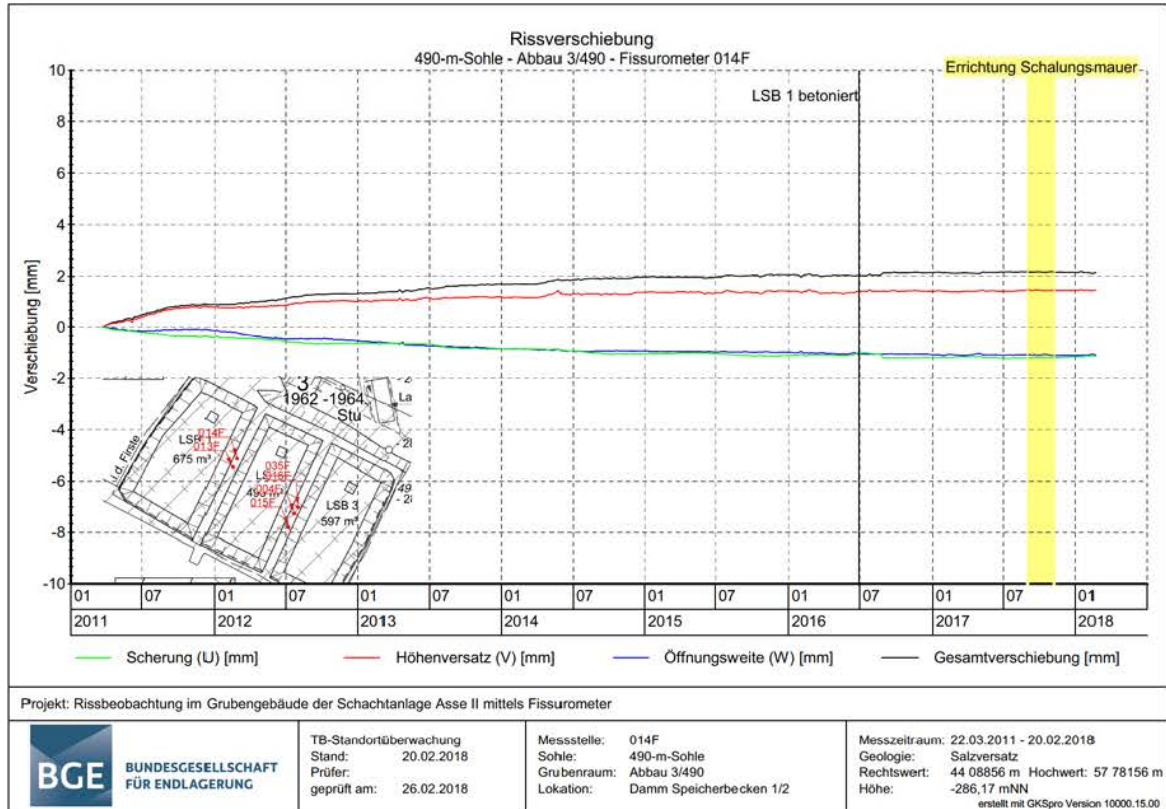 Rissverschiebung
490-m-Sohle - Abbau 3/490 - Fissurometer 014F
Errichtung Schalungsmauer
LSB 1 betoniert
Verschiebung [mm]
10
8
6
4
2
0
-2
-4
-6
-8
-10
3
1962 -1964
Stu
La
i.d. Firste
014F
LSB
013F
675 m³
035F
004F
015F
LSB 3
597 m³
01 07 01 07 01 07 01 07 01 07 01 07 01 07 01
2011 2012 2013 2014 2015 2016 2017 2018
Scherung (U) [mm] Höhenversatz (V) [mm] Öffnungsweite (W) [mm] Gesamtverschiebung [mm]
Projekt: Rissbeobachtung im Grubengebäude der Schachtanlage Asse II mittels Fissurometer
BGE
BUNDESGESELLSCHAFT
FÜR ENDLAGERUNG
TB-Standortüberwachung
Stand: 20.02.2018
Prüfer:
geprüft am: 26.02.2018
Messstelle: 014F
Sohle: 490-m-Sohle
Grubenraum: Abbau 3/490
Location: Damm Speicherbecken 1/2
Messzeitraum: 22.03.2011 - 20.02.2018
Geologie: Salzversatz
Rechtswert: 44 08856 m Hochwert: 57 78156 m
Höhe: -286,17 mNN
erstellt mit GKSpro Version 10000.15.00